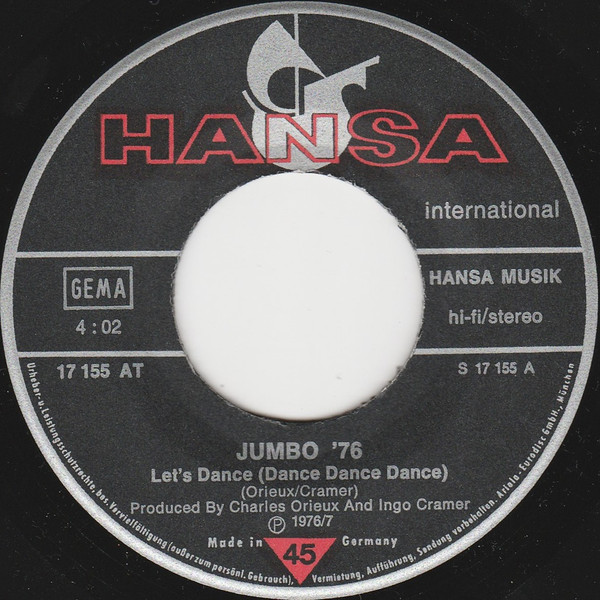 HANSA
international
GEMA
HANSA MUSIK
4:02
hi-fi/stereo
17 155 AT
S 17 155 A
JUMBO '76
Let's Dance (Dance Dance Dance)
(Orieux/Cramer)
Produced By Charles Orieux And Ingo Cramer
Ⓟ 1976/7
Made in Germany
45
Urheber- u. Leistungsschutzrechte, bes. Vervielfältigung (außer zum persönl. Gebrauch), Vermietung, Aufführung, Sendung vorbehalten. Ariola-Eurodisc GmbH., München